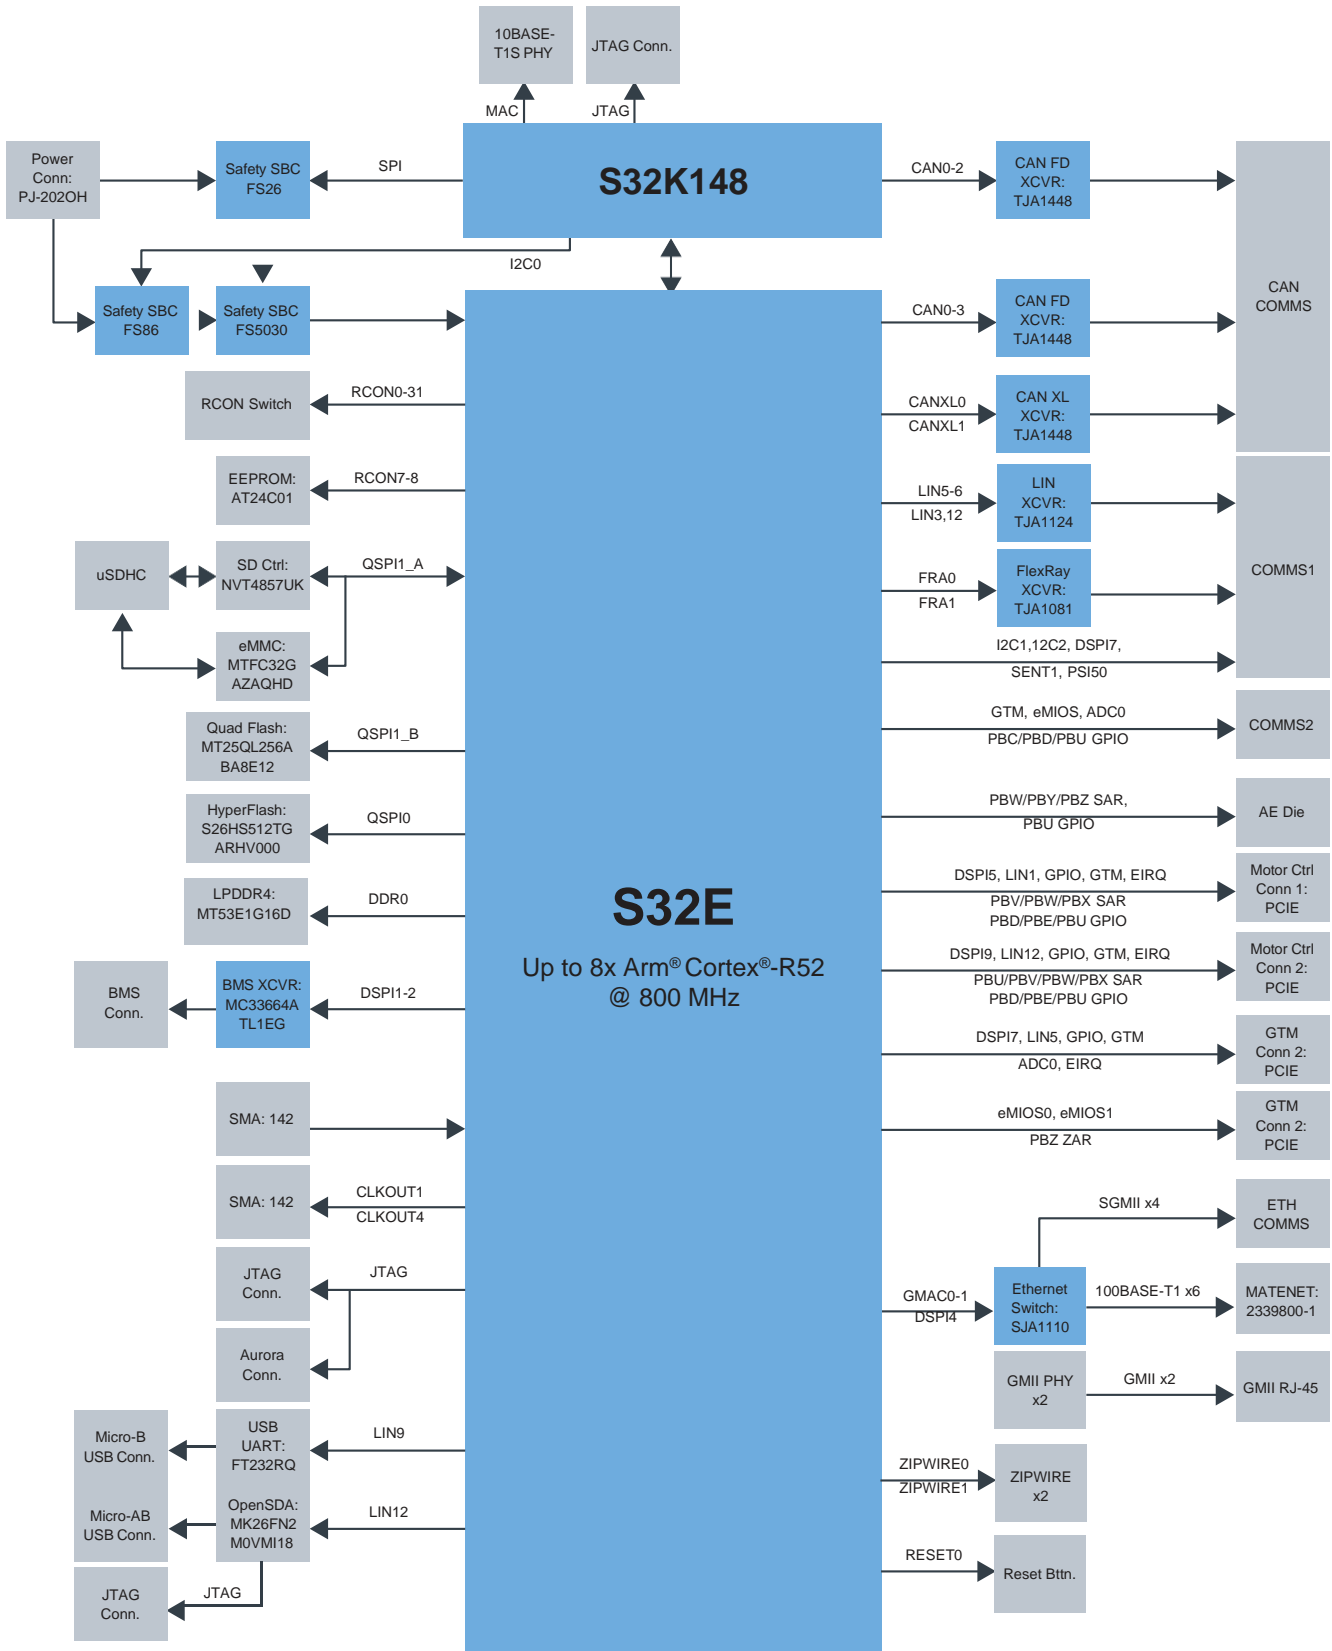 10BASE-
T1S PHY
JTAG Conn.
MAC
JTAG
Power
Conn:
PJ-202OH
Safety SBC
FS26
SPI
S32K148
CAN0-2
CAN FD
XCVR:
TJA1448
CAN
COMMS
I2C0
Safety SBC
FS86
Safety SBC
FS5030
CAN0-3
CAN FD
XCVR:
TJA1448
RCON Switch
RCON0-31
CANXL0
CANXL1
CAN XL
XCVR:
TJA1448
EEPROM:
AT24C01
RCON7-8
LIN5-6
LIN3,12
LIN
XCVR:
TJA1124
COMMS1
uSDHC
SD Ctrl:
NVT4857UK
QSPI1_A
FRA0
FRA1
FlexRay
XCVR:
TJA1081
eMMC:
MTFC32G
AZAQHD
I2C1,12C2, DSPI7,
SENT1, PSI50
Quad Flash:
MT25QL256A
BA8E12
QSPI1_B
GTM, eMIOS, ADC0
PBC/PBD/PBU GPIO
COMMS2
HyperFlash:
S26HS512TG
ARHV000
QSPI0
PBW/PBY/PBZ SAR,
PBU GPIO
AE Die
LPDDR4:
MT53E1G16D
DDR0
S32E
Up to 8x Arm® Cortex®-R52
@ 800 MHz
DSPI5, LIN1, GPIO, GTM, EIRQ
PBV/PBW/PBX SAR
PBD/PBE/PBU GPIO
Motor Ctrl
Conn 1:
PCIE
BMS
Conn.
BMS XCVR:
MC33664A
TL1EG
DSPI1-2
DSPI9, LIN12, GPIO, GTM, EIRQ
PBU/PBV/PBW/PBX SAR
PBD/PBE/PBU GPIO
Motor Ctrl
Conn 2:
PCIE
DSPI7, LIN5, GPIO, GTM
ADC0, EIRQ
GTM
Conn 2:
PCIE
SMA: 142
eMIOS0, eMIOS1
PBZ ZAR
GTM
Conn 2:
PCIE
SMA: 142
CLKOUT1
CLKOUT4
SGMII x4
ETH
COMMS
JTAG
Conn.
JTAG
GMAC0-1
DSPI4
Ethernet
Switch:
SJA1110
100BASE-T1 x6
MATENET:
2339800-1
Aurora
Conn.
GMII PHY
x2
GMII x2
GMII RJ-45
Micro-B
USB Conn.
USB
UART:
FT232RQ
LIN9
ZIPWIRE0
ZIPWIRE1
ZIPWIRE
x2
Micro-AB
USB Conn.
OpenSDA:
MK26FN2
M0VMI18
LIN12
RESET0
Reset Bttn.
JTAG
Conn.
JTAG